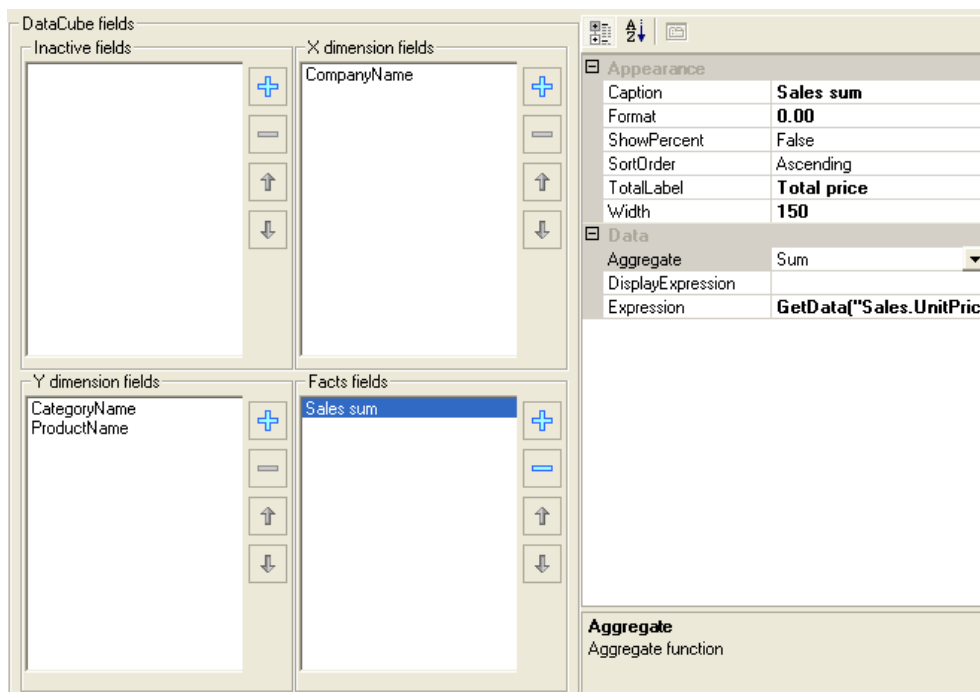 DataCube fields
Inactive fields
X dimension fields
CompanyName
Y dimension fields
CategoryName
ProductName
Facts fields
Sales sum
Appearance
Caption Sales sum
Format 0.00
ShowPercent False
SortOrder Ascending
TotalLabel Total price
Width 150
Data
Aggregate Sum
DisplayExpression
Expression GetData("Sales.UnitPric
Aggregate
Aggregate function